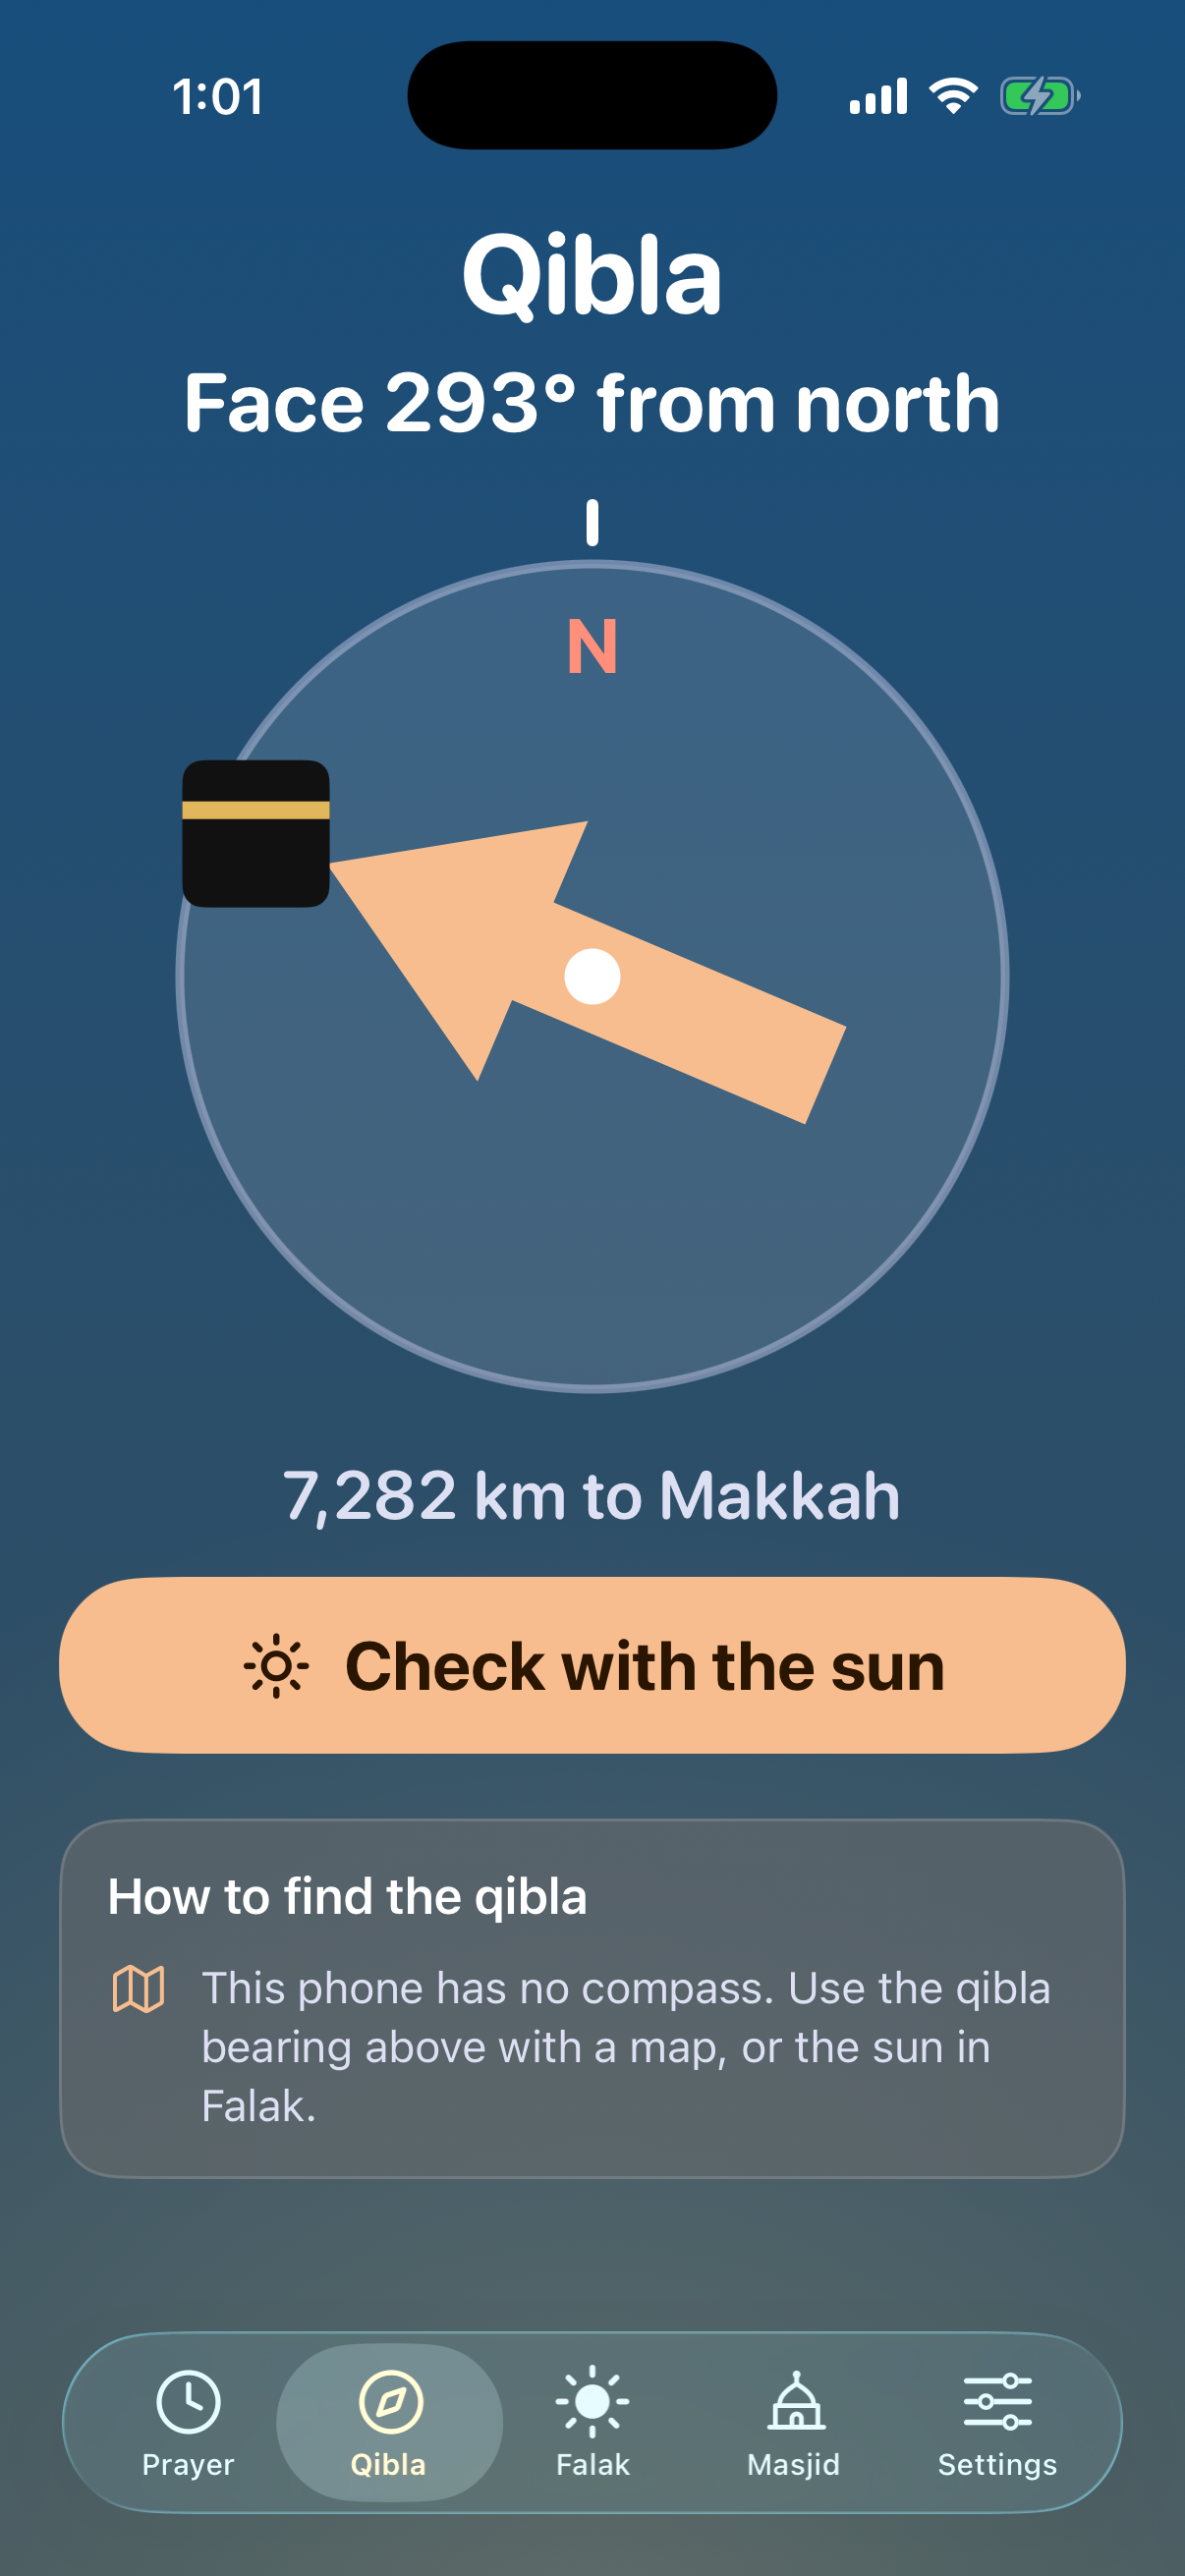 1:01
Qibla
Face 293° from north
N
7,282 km to Makkah
Check with the sun
How to find the qibla
This phone has no compass. Use the qibla
bearing above with a map, or the sun in
Falak.
Prayer
Qibla
Falak
Masjid
Settings